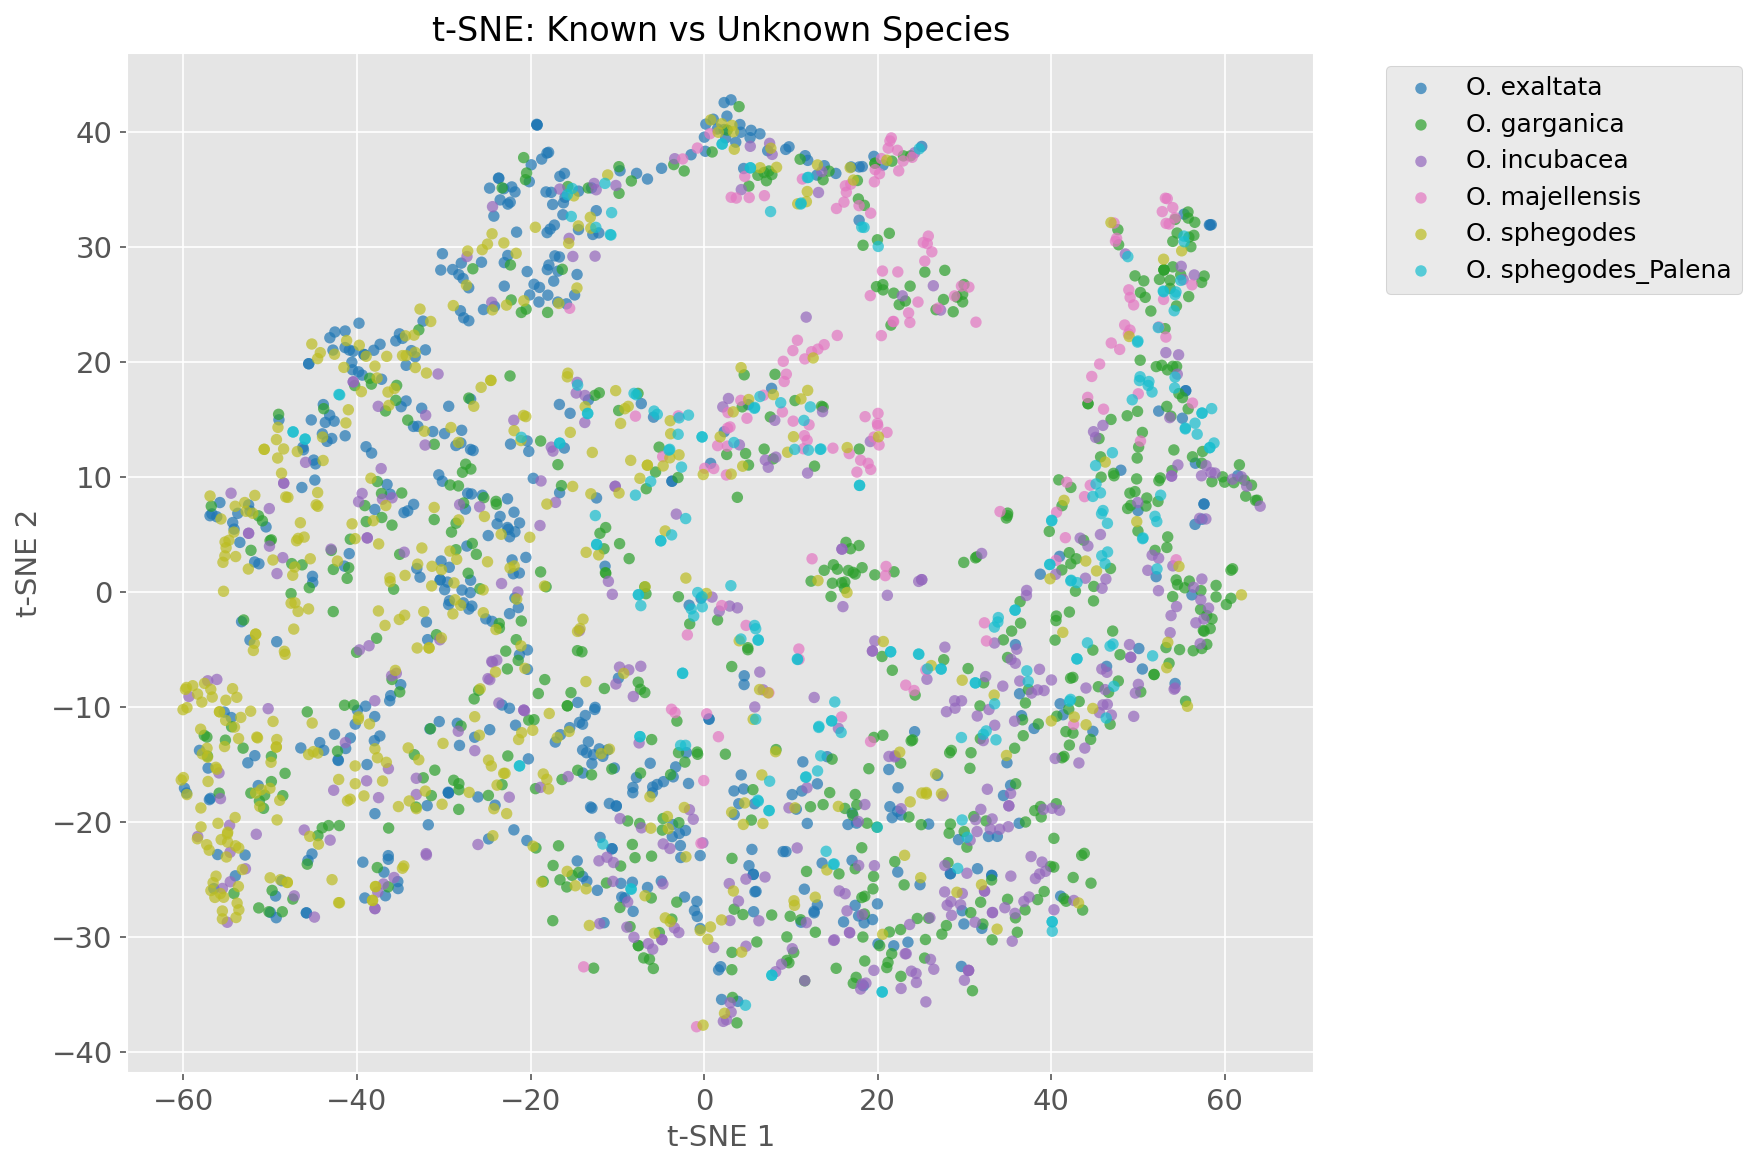 t-SNE: Known vs Unknown Species
O. exaltata
O. garganica
O. incubacea
O. majellensis
O. sphegodes
O. sphegodes_Palena
t-SNE 2
40
30
20
10
0
−10
−20
−30
−40
−60 −40 −20 0 20 40 60
t-SNE 1